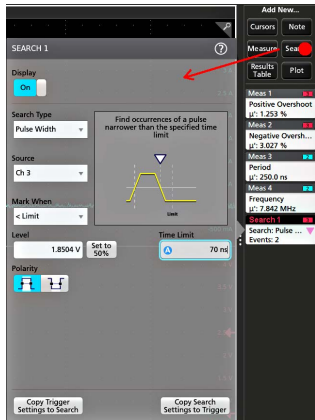 Add New...
Cursors
Note
Measure
Results Table
Plot
SEARCH 1
Display
On
Search Type
Pulse Width
Find occurrences of a pulse
narrower than the specified time
limit
Limit
Source
Ch 3
Mark When
< Limit
Level
1.8504 V
Set to
50%
Time Limit
70 ns
Polarity
Copy Trigger
Settings to Search
Copy Search
Settings to Trigger
Meas 1
Positive Overshoot
µ': 1.253 %
Meas 2
Negative Oversh...
µ': 3.027 %
Meas 3
Period
µ': 250.0 ns
Meas 4
Frequency
µ': 7.842 MHz
Search 1
Search: Pulse ...
Events: 2